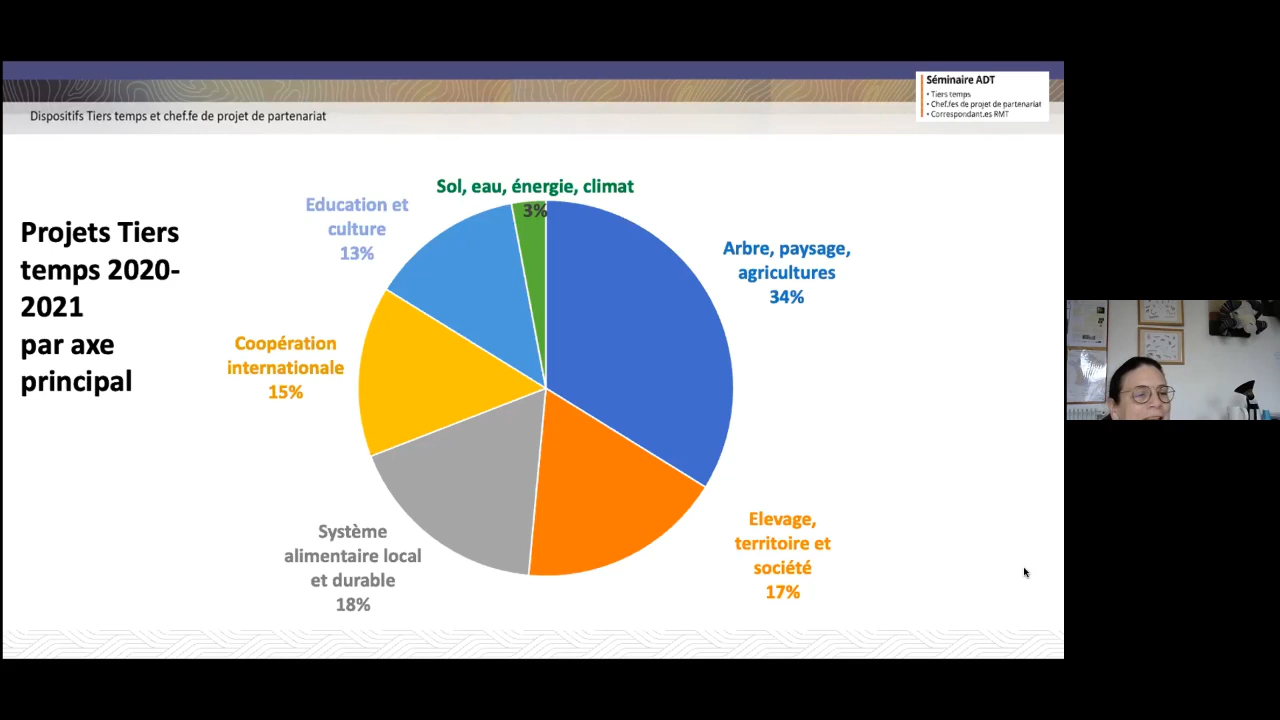 Séminaire ADT
• Tiers temps
• Chef.fes de projet de partenariat
• Correspondant.es RMT
Dispositifs Tiers temps et chef.fe de projet de partenariat
Projets Tiers
temps 2020-
2021
par axe
principal
Sol, eau, énergie, climat
3%
Education et
culture
13%
Arbre, paysage,
agricultures
34%
Coopération
internationale
15%
Elevage,
territoire et
société
17%
Système
alimentaire local
et durable
18%